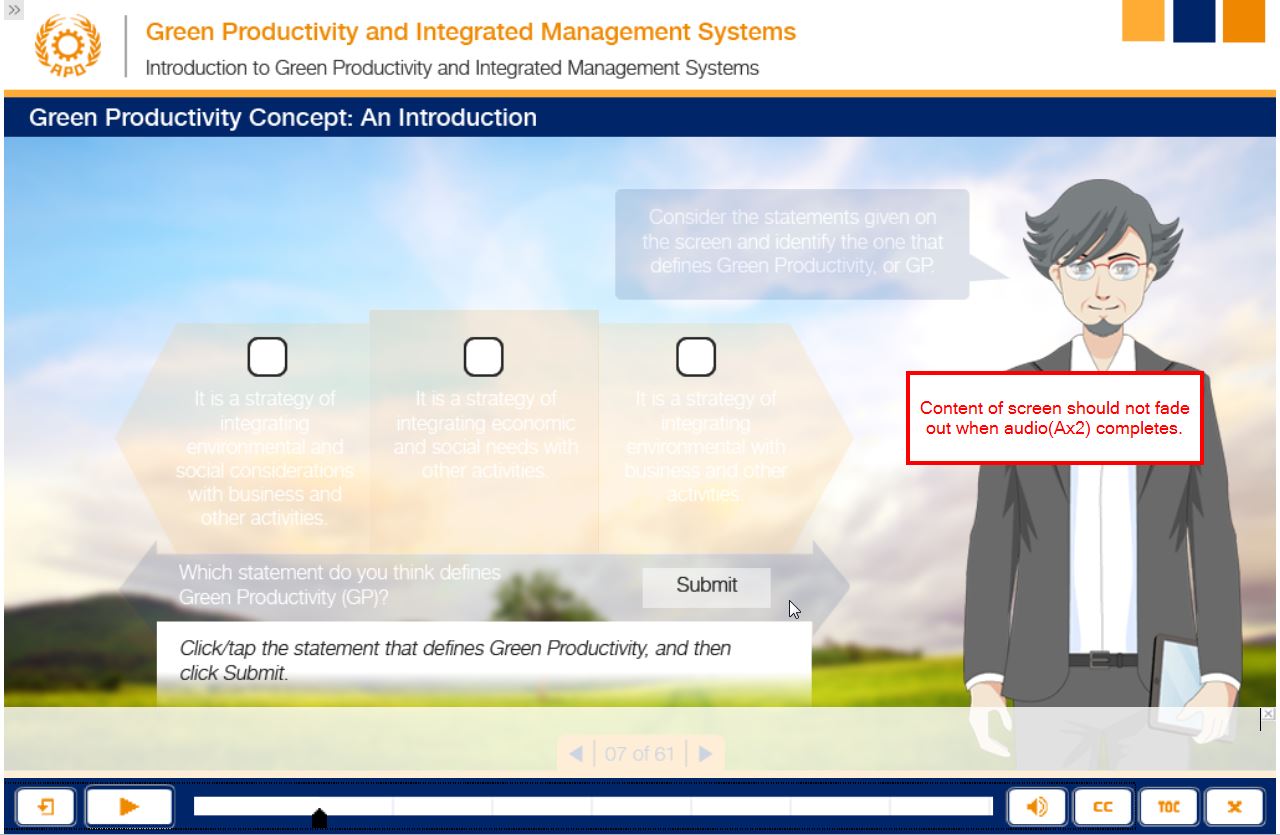 APO
Green Productivity and Integrated Management Systems
Introduction to Green Productivity and Integrated Management Systems
Green Productivity Concept: An Introduction
Consider the statements given on
the screen and identify the one that
defines Green Productivity, or GP.
It is a strategy of
integrating
environmental and
social considerations
with business and
other activities.
It is a strategy of
integrating economic
and social needs with
other activities.
It is a strategy of
integrating
environmental with
business and other
activities.
Content of screen should not fade
out when audio(Ax2) completes.
Which statement do you think defines
Green Productivity (GP)?
Submit
Click/tap the statement that defines Green Productivity, and then
click Submit.
07 of 61
CC
TOC